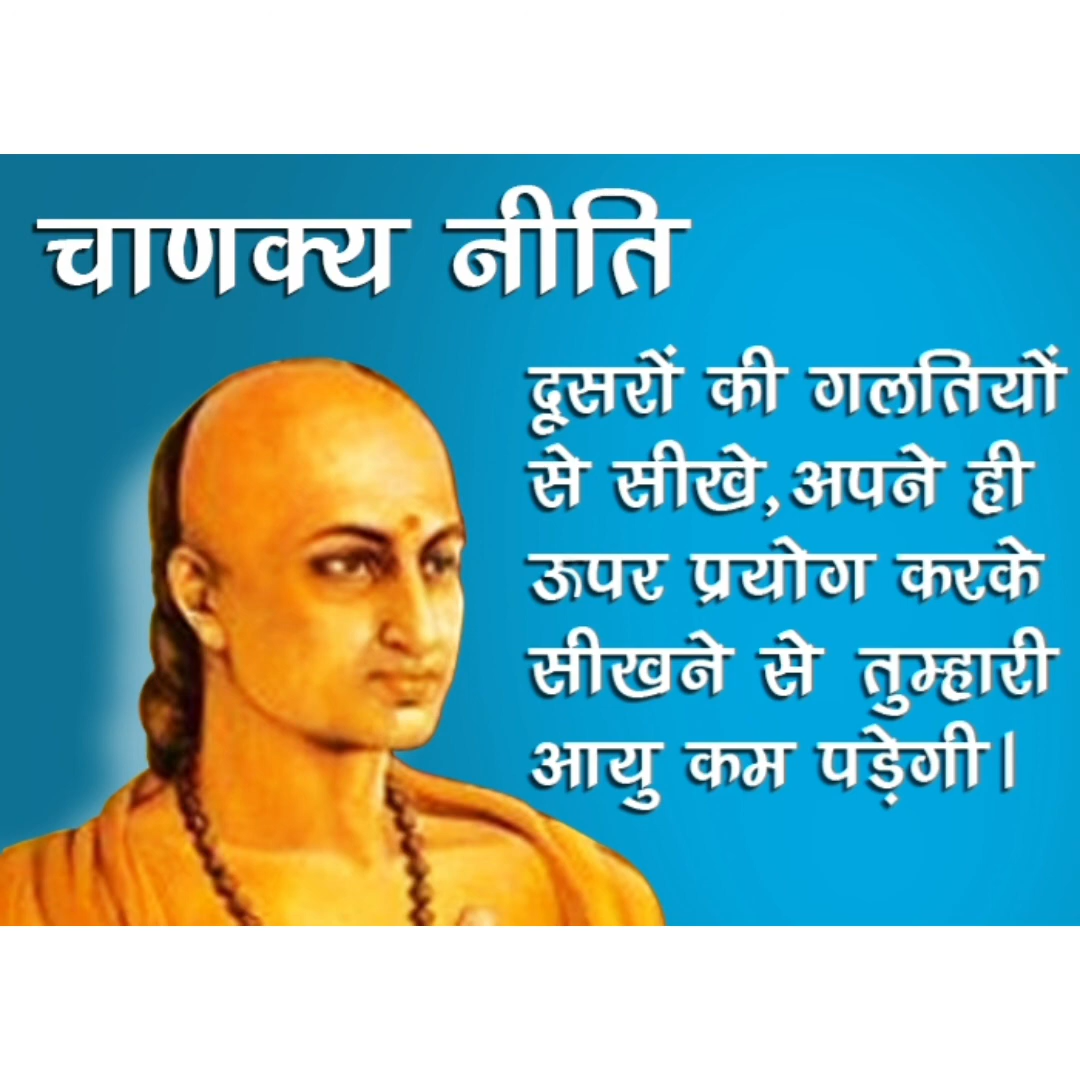 चाणक्य नीति
दूसरों की गलतियों
से सीखे,अपने ही
ऊपर प्रयोग करके
सीखने से तुम्हारी
आयु कम पड़ेगी।